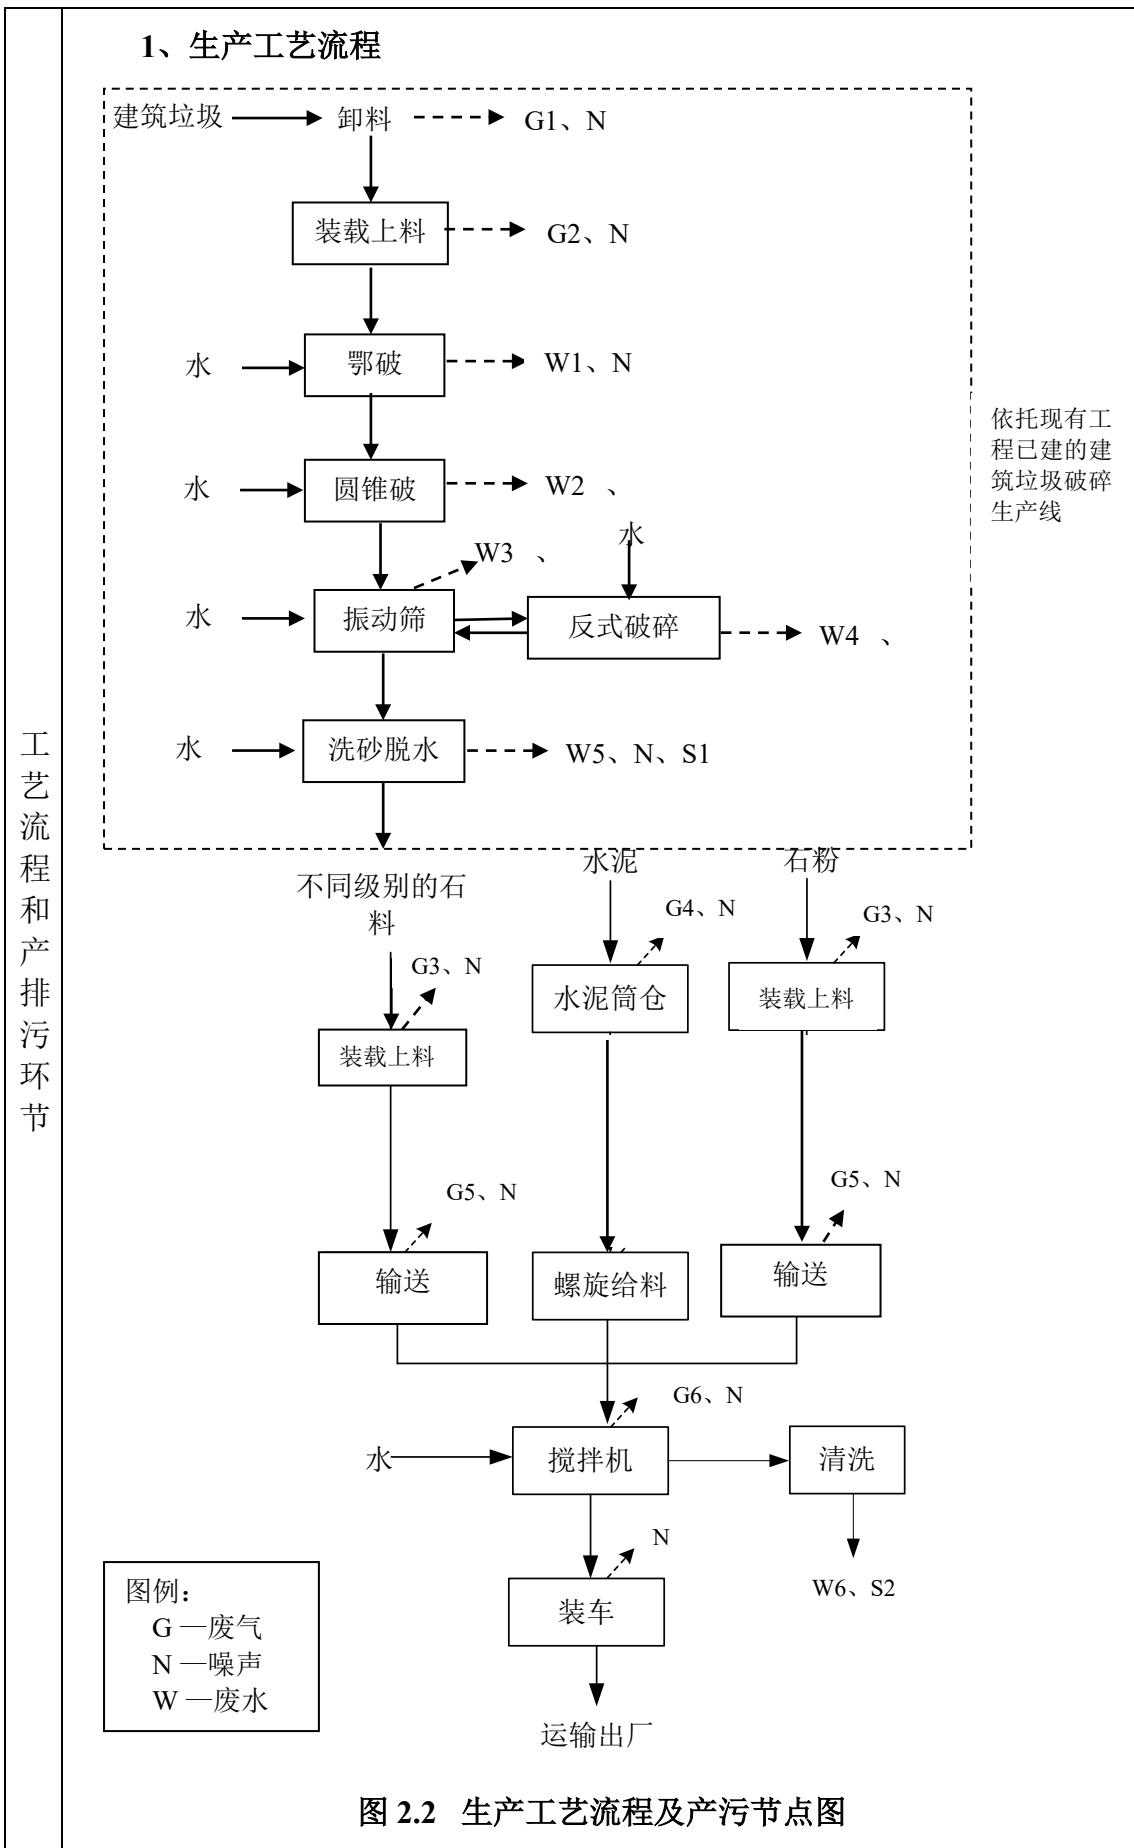 1、生产工艺流程
建筑垃圾
卸料
G1、N
装载上料
G2、N
水
鄂破
W1、N
依托现有工
程已建的建
筑垃圾破碎
生产线
水
圆锥破
W2 、
水
W3 、
水
振动筛
反式破碎
W4 、
水
洗砂脱水
W5、N、S1
工艺流程和产排污环节
不同级别的石
料
水泥
石粉
G4、N
G3、N
G3、N
水泥筒仓
装载上料
装载上料
G5、N
G5、N
输送
螺旋给料
输送
G6、N
水
搅拌机
清洗
N
W6、S2
装车
图例：
G —废气
N —噪声
W —废水
运输出厂
图 2.2 生产工艺流程及产污节点图